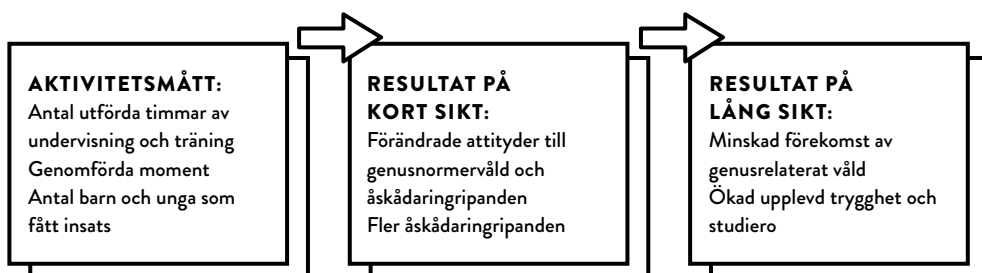 AKTIVITETSMÅTT:
Antal utförda timmar av
undervisning och träning
Genomförda moment
Antal barn och unga som
fått insats
RESULTAT PÅ
KORT SIKT:
Förändrade attityder till
genusnormervåld och
åskådaringripanden
Fler åskådaringripanden
RESULTAT PÅ
LÅNG SIKT:
Minskad förekomst av
genusrelaterat våld
Ökad upplevd trygghet och
studiero